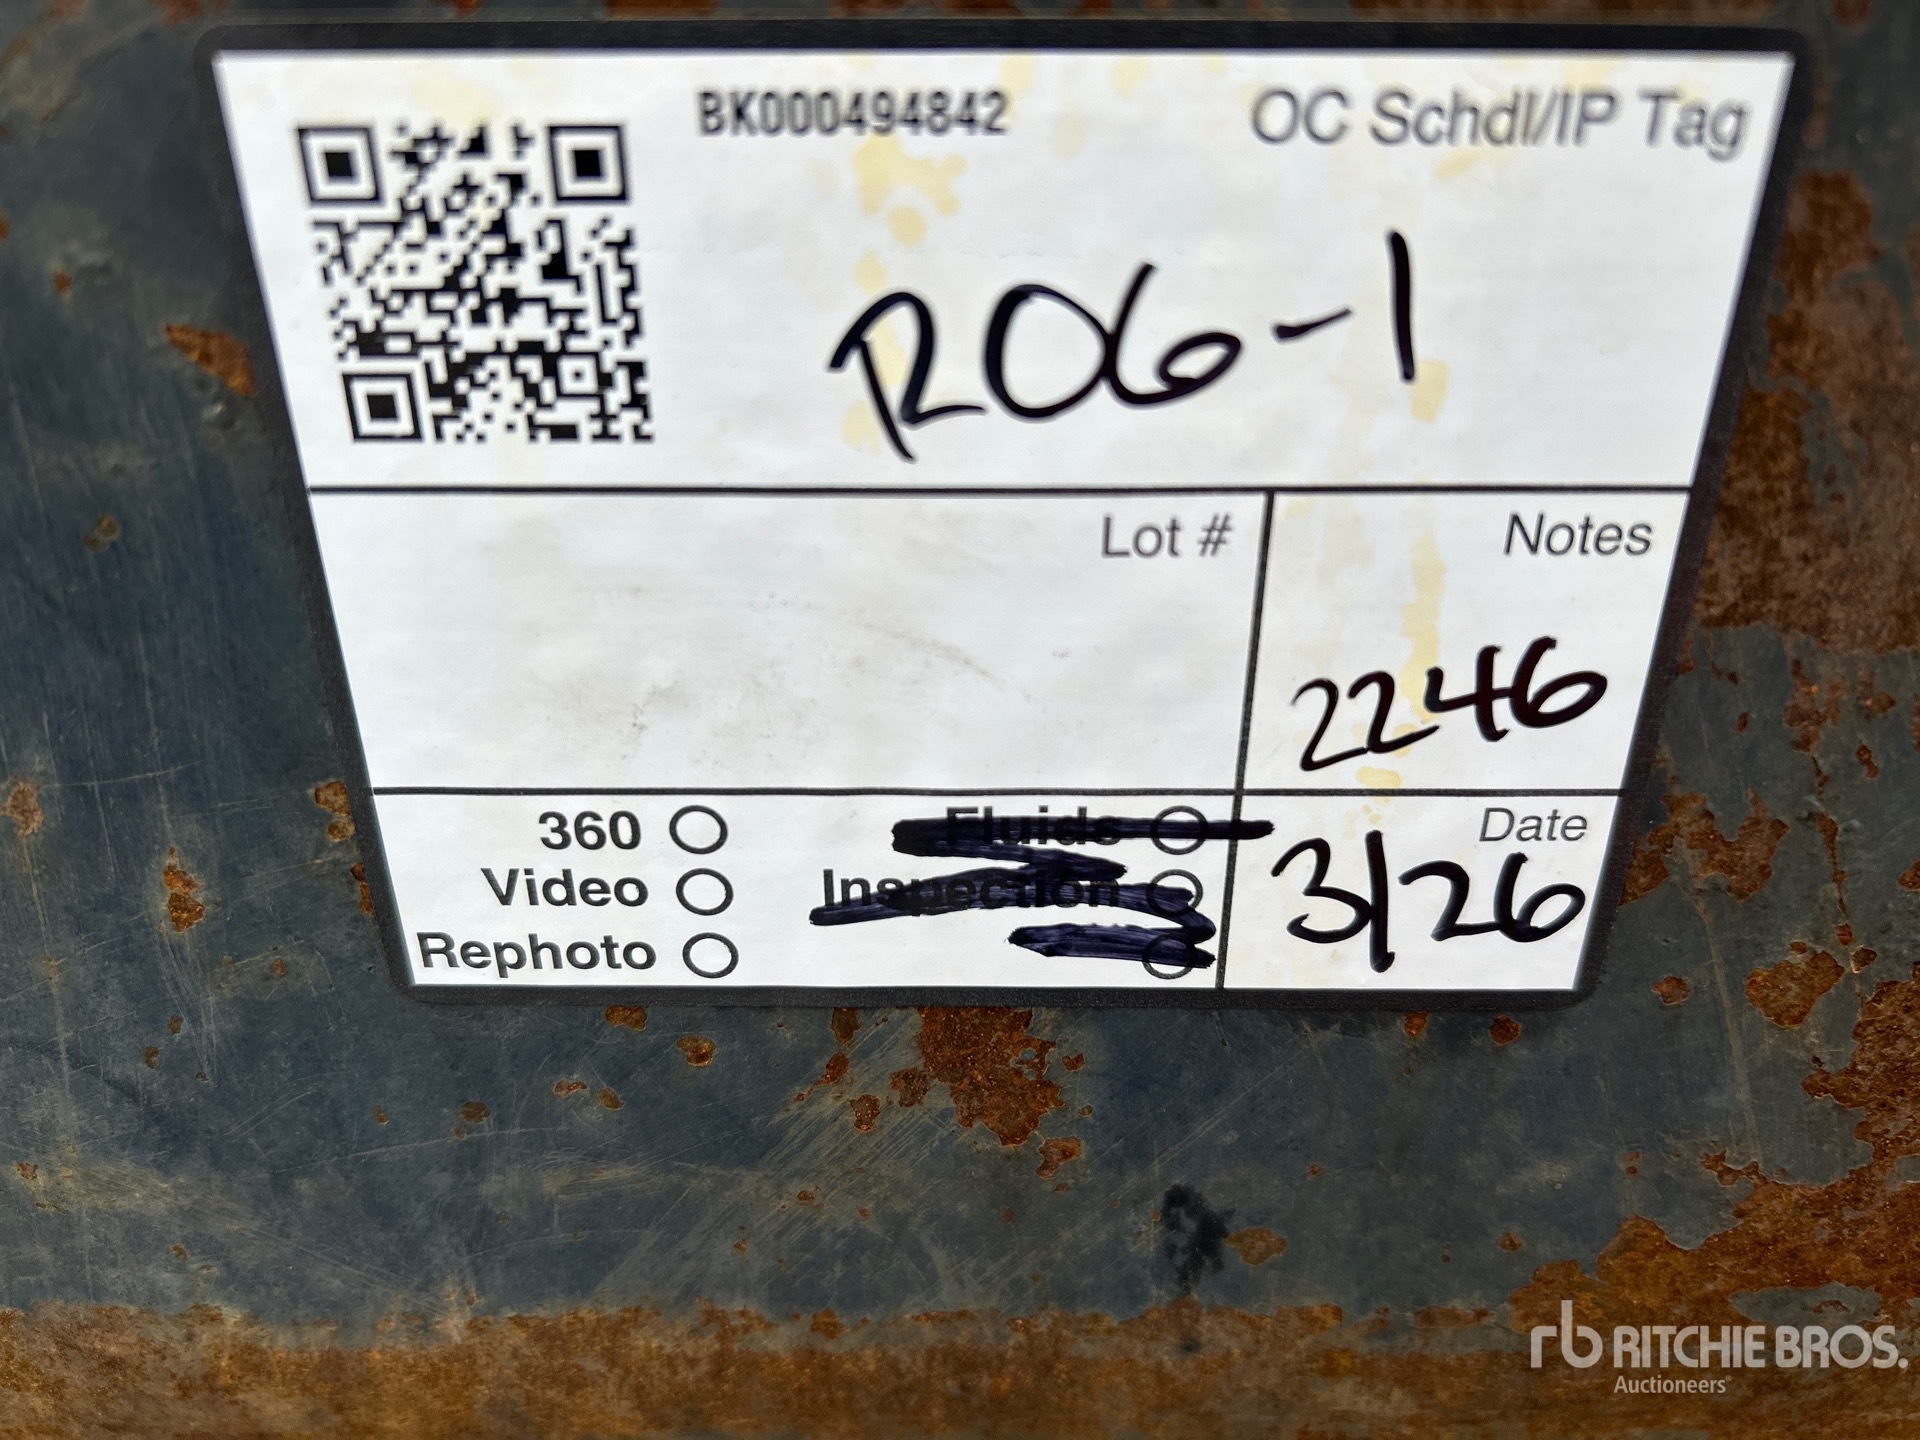 BK000494842
OC Schdl/IP Tag
R06-1
Lot #
Notes
2246
360
Video
Rephoto
Fluids
Inspection
Date
3/26
rb RITCHIE BROS.
Auctioneers